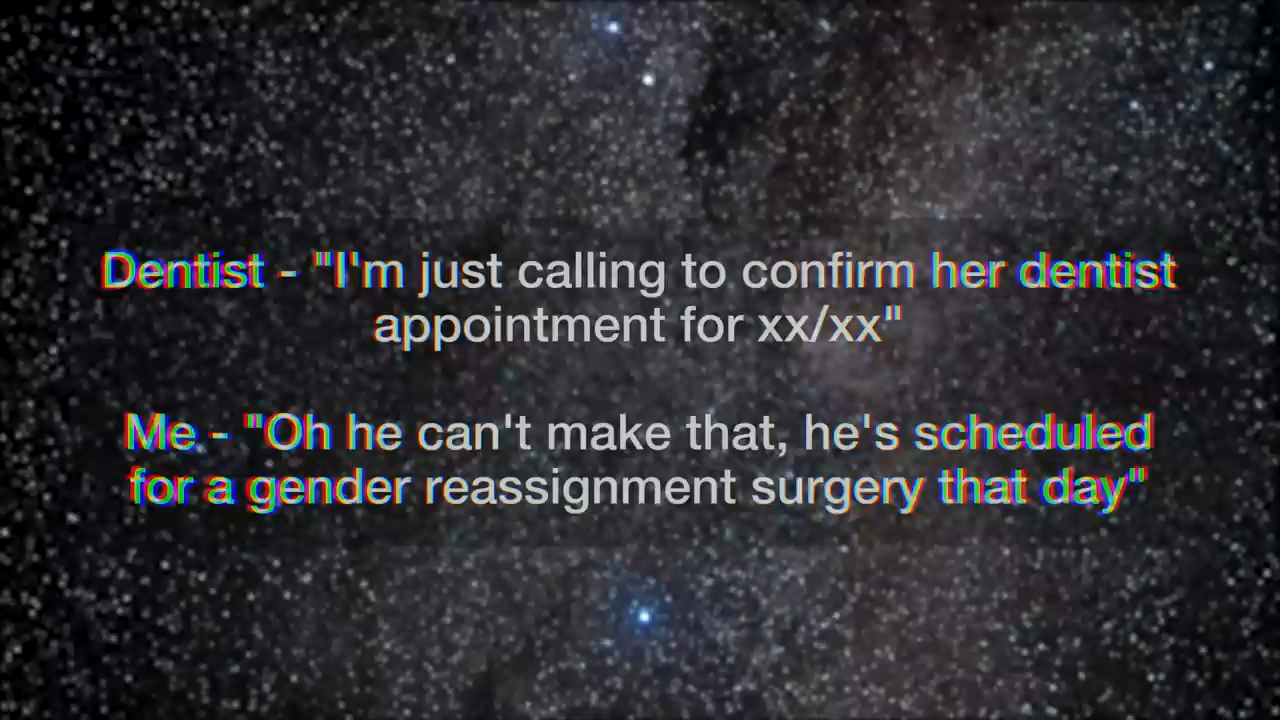 Dentist - "I'm just calling to confirm her dentist
appointment for xx/xx"
Me - "Oh he can't make that, he's scheduled
for a gender reassignment surgery that day"